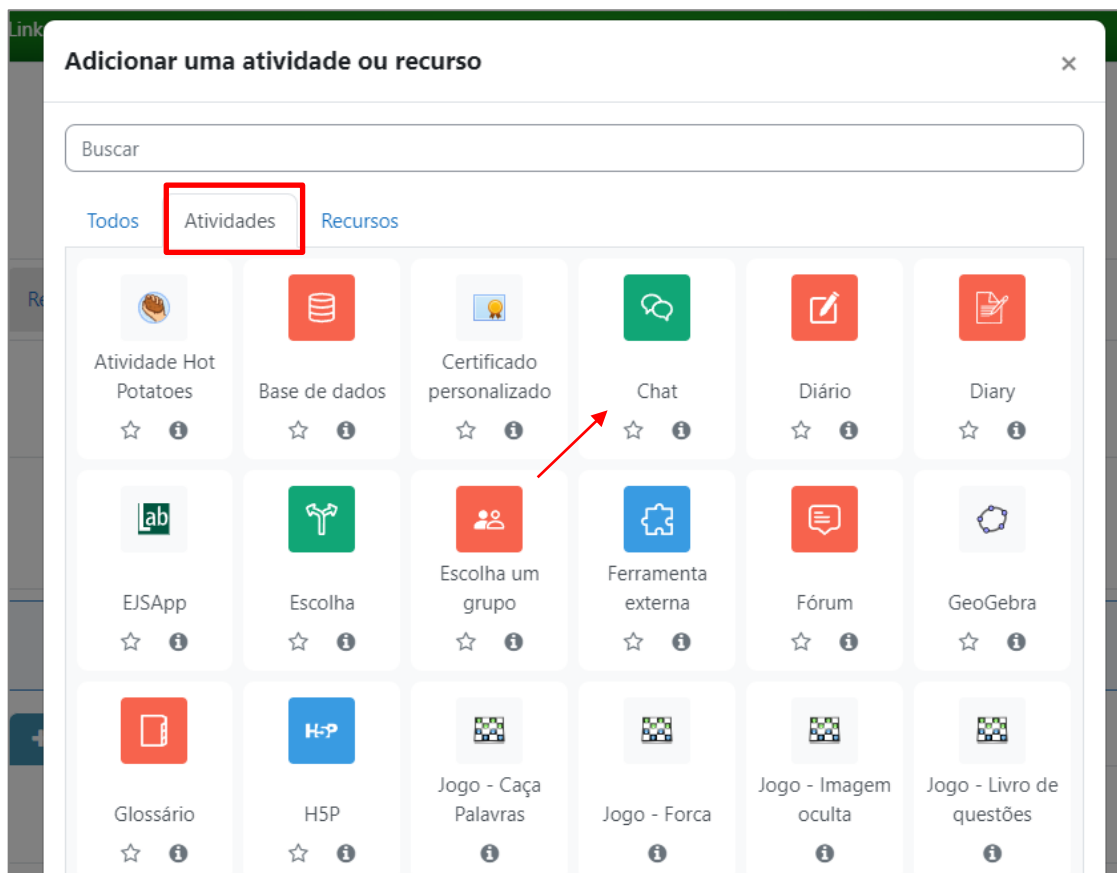 Link
Adicionar uma atividade ou recurso
×
Buscar
Todos Atividades Recursos
Atividade Hot
Potatoes
Base de dados
Certificado
personalizado
Chat
Diário
Diary
Lab
EJSApp
Escolha
Escolha um
grupo
Ferramenta
externa
Fórum
GeoGebra
Glossário
H5P
H5P
Jogo - Caça
Palavras
Jogo - Forca
Jogo - Imagem
oculta
Jogo - Livro de
questões